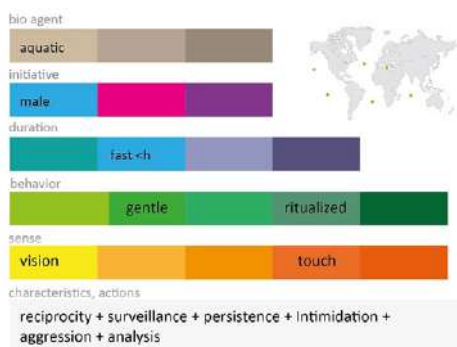 bio agent
aquatic
initiative
male
duration
fast <h
behavior
gentle ritualized
sense
vision touch
characteristics, actions
reciprocity + surveillance + persistence + Intimidation +
aggression + analysis